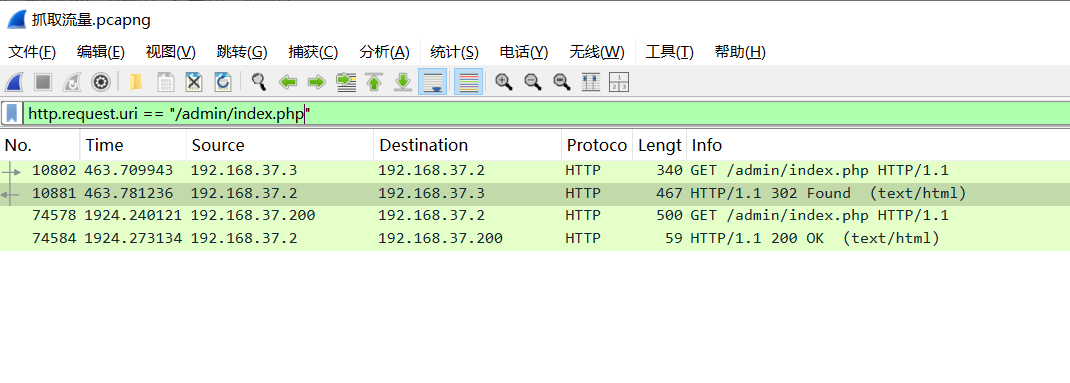 抓取流量.pcapng
文件(F) 编辑(E) 视图(V) 跳转(G) 捕获(C) 分析(A) 统计(S) 电话(Y) 无线(W) 工具(T) 帮助(H)
http.request.uri == "/admin/index.php"
No. Time Source Destination Protoco Lengt Info
10802 463.709943 192.168.37.3 192.168.37.2 HTTP 340 GET /admin/index.php HTTP/1.1
10881 463.781236 192.168.37.2 192.168.37.3 HTTP 467 HTTP/1.1 302 Found (text/html)
74578 1924.240121 192.168.37.200 192.168.37.2 HTTP 500 GET /admin/index.php HTTP/1.1
74584 1924.273134 192.168.37.2 192.168.37.200 HTTP 59 HTTP/1.1 200 OK (text/html)